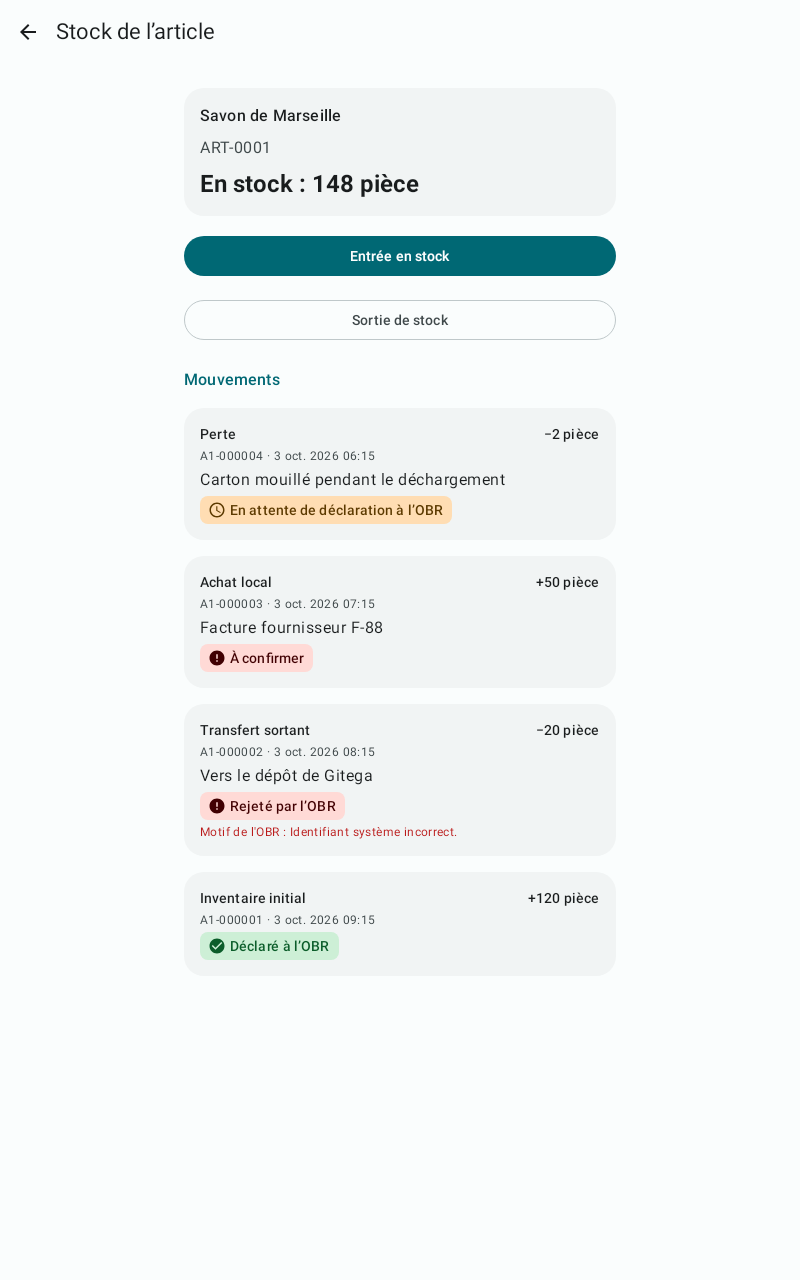 Stock de l’article
Savon de Marseille
ART-0001
En stock : 148 pièce
Entrée en stock
Sortie de stock
Mouvements
Perte −2 pièce
A1-000004 · 3 oct. 2026 06:15
Carton mouillé pendant le déchargement
En attente de déclaration à l’OBR
Achat local +50 pièce
A1-000003 · 3 oct. 2026 07:15
Facture fournisseur F-88
À confirmer
Transfert sortant −20 pièce
A1-000002 · 3 oct. 2026 08:15
Vers le dépôt de Gitega
Rejeté par l’OBR
Motif de l’OBR : Identifiant système incorrect.
Inventaire initial +120 pièce
A1-000001 · 3 oct. 2026 09:15
Déclaré à l’OBR